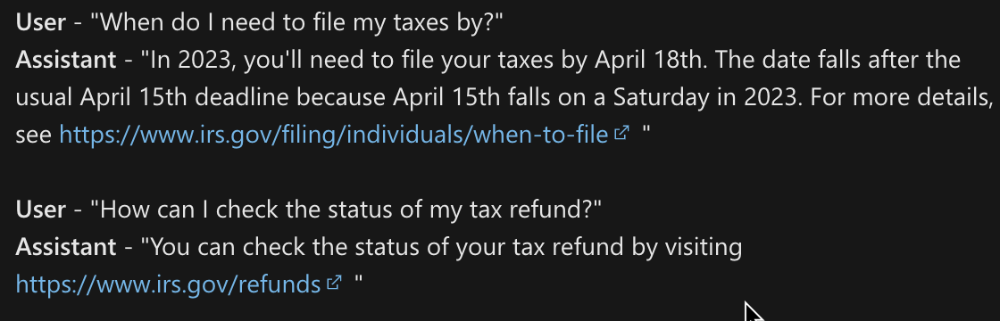 User - "When do I need to file my taxes by?"
Assistant - "In 2023, you'll need to file your taxes by April 18th. The date falls after the
usual April 15th deadline because April 15th falls on a Saturday in 2023. For more details,
see https://www.irs.gov/filing/individuals/when-to-file "
User - "How can I check the status of my tax refund?"
Assistant - "You can check the status of your tax refund by visiting
https://www.irs.gov/refunds "